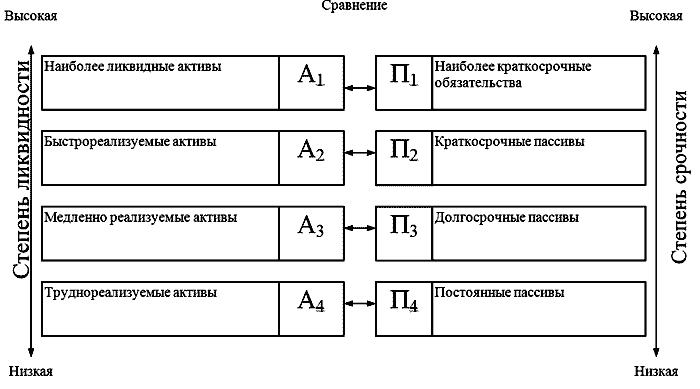 Сравнение
Высокая
Высокая
Степень ликвидности
Степень срочности
Наиболее ликвидные активы
А1
П1
Наиболее краткосрочные
обязательства
Быстрореализуемые активы
А2
П2
Краткосрочные пассивы
Медленно реализуемые активы
А3
П3
Долгосрочные пассивы
Труднореализуемые активы
А4
П4
Постоянные пассивы
Низкая
Низкая